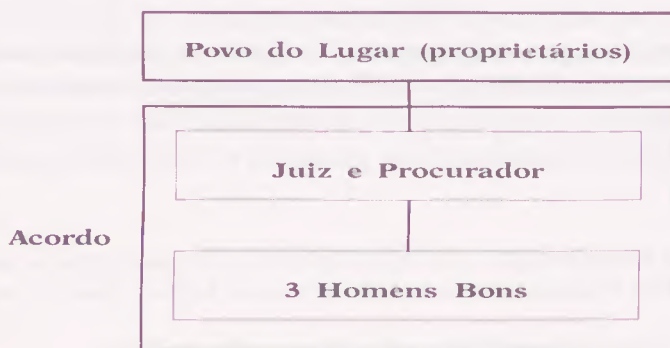 Povo do Lugar (proprietários)
Juiz e Procurador
Acordo
3 Homens Bons